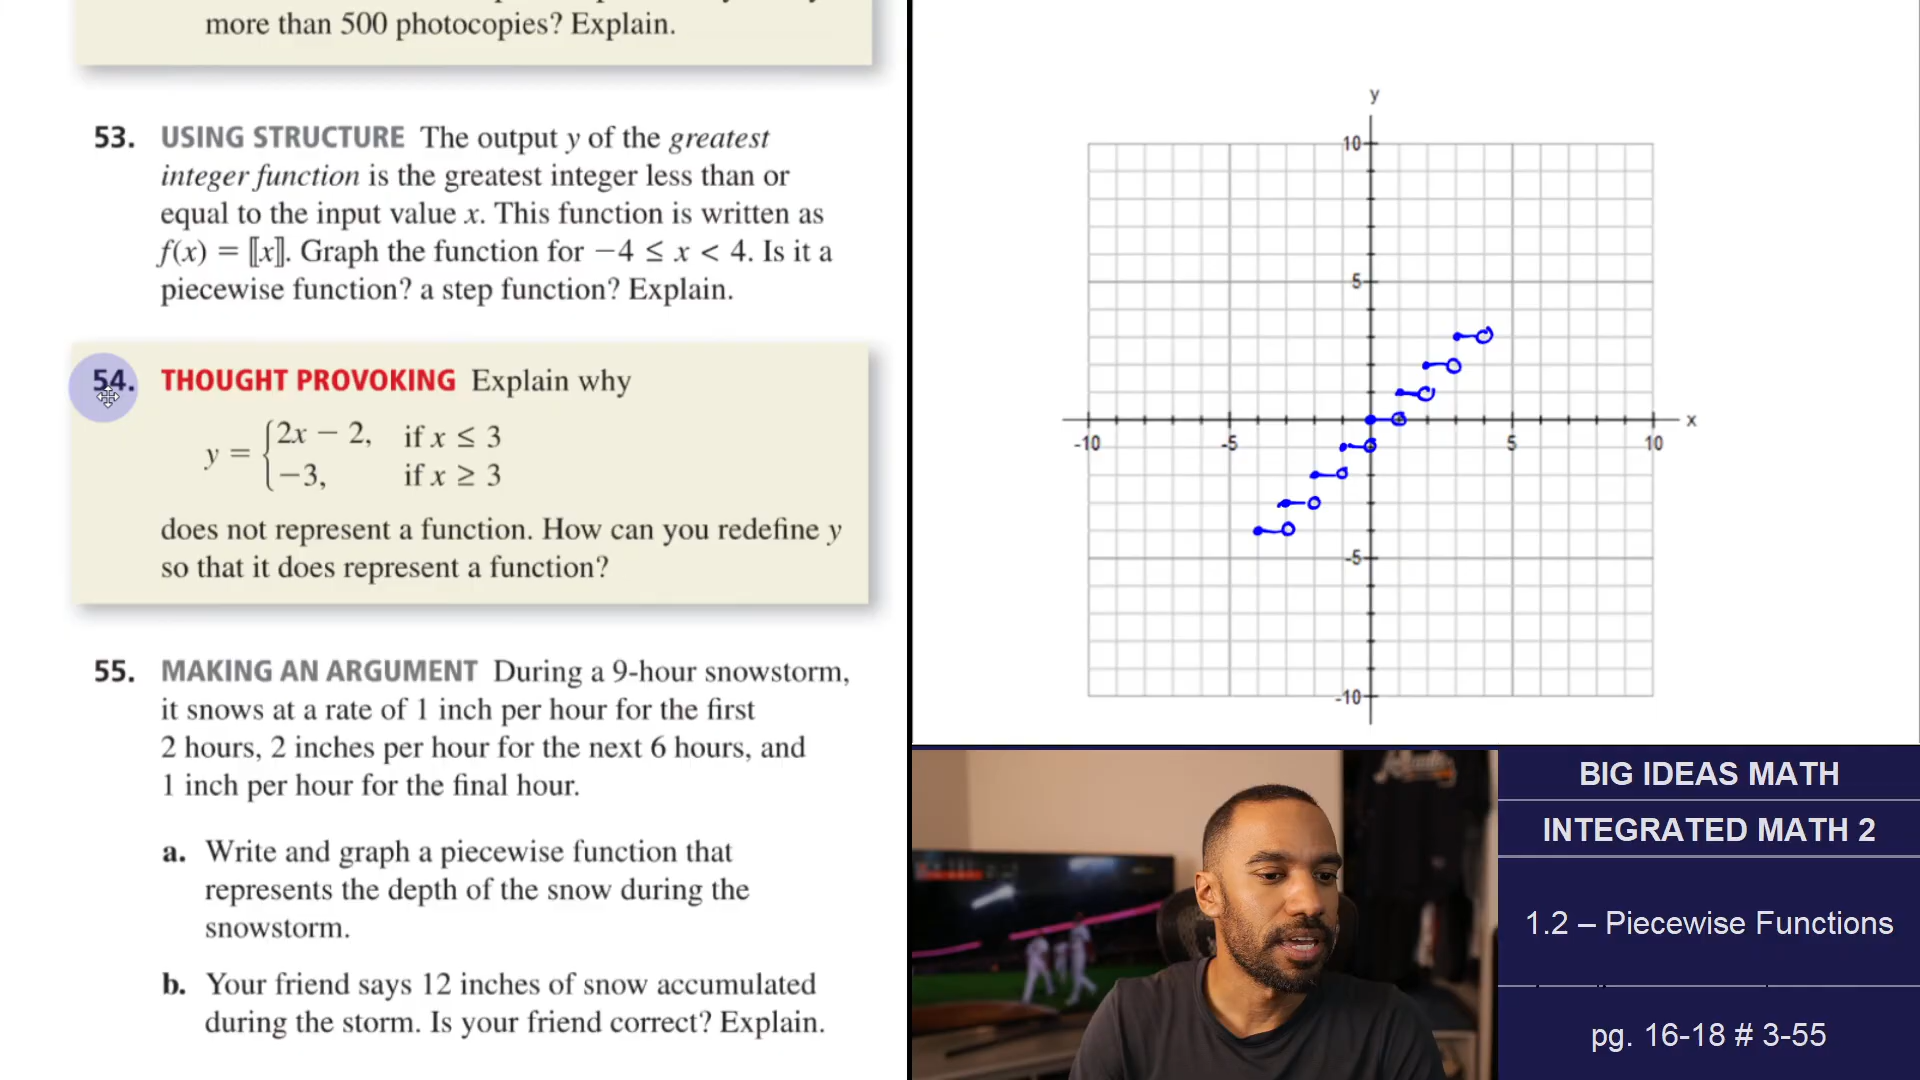 more than 500 photocopies? Explain.
53. USING STRUCTURE The output y of the greatest
integer function is the greatest integer less than or
equal to the input value x. This function is written as
f(x) = ⟦x⟧. Graph the function for −4 ≤ x < 4. Is it a
piecewise function? a step function? Explain.
54. THOUGHT PROVOKING Explain why
y = { 2x − 2, if x ≤ 3
−3, if x ≥ 3
does not represent a function. How can you redefine y
so that it does represent a function?
55. MAKING AN ARGUMENT During a 9-hour snowstorm,
it snows at a rate of 1 inch per hour for the first
2 hours, 2 inches per hour for the next 6 hours, and
1 inch per hour for the final hour.
a. Write and graph a piecewise function that
represents the depth of the snow during the
snowstorm.
b. Your friend says 12 inches of snow accumulated
during the storm. Is your friend correct? Explain.
y
10
5
x
-10 -5 5 10
-5
-10
BIG IDEAS MATH
INTEGRATED MATH 2
1.2 – Piecewise Functions
pg. 16-18 # 3-55